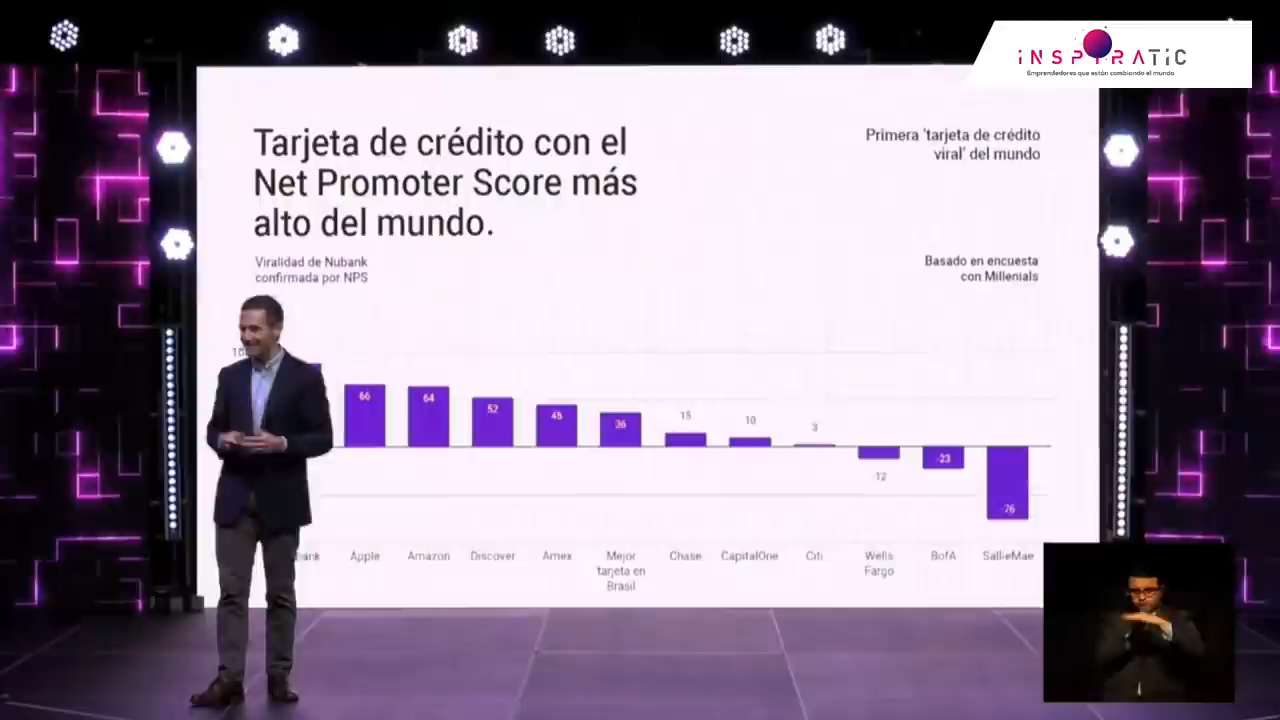 iNSPIRATiC
Emprendedores que están cambiando el mundo
Tarjeta de crédito con el
Net Promoter Score más
alto del mundo.
Primera 'tarjeta de crédito
viral' del mundo
Viralidad de Nubank
confirmada por NPS
Basado en encuesta
con Millenials
66
64
52
36
15
10
3
12
-23
-76
Apple
Amazon
Discover
Amex
Mejor
tarjeta en
Brasil
Chase
CapitalOne
Citi
Wells
Fargo
BofA
SallieMae